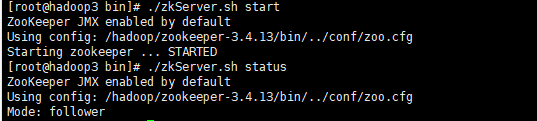 [root@hadoop3 bin]# ./zkServer.sh start
ZooKeeper JMX enabled by default
Using config: /hadoop/zookeeper-3.4.13/bin/../conf/zoo.cfg
Starting zookeeper ... STARTED
[root@hadoop3 bin]# ./zkServer.sh status
ZooKeeper JMX enabled by default
Using config: /hadoop/zookeeper-3.4.13/bin/../conf/zoo.cfg
Mode: follower